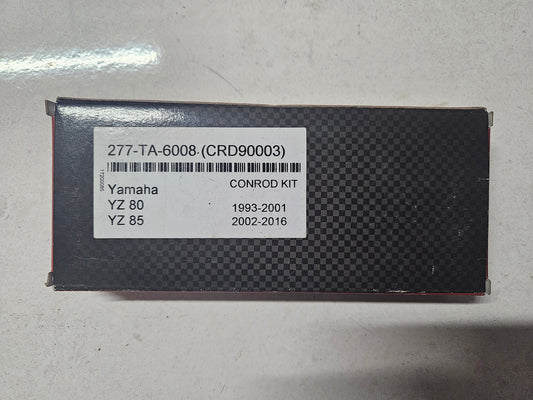 277-TA-6008 (CRD90003)
CONROD KIT
Yamaha
YZ 80 1993-2001
YZ 85 2002-2016